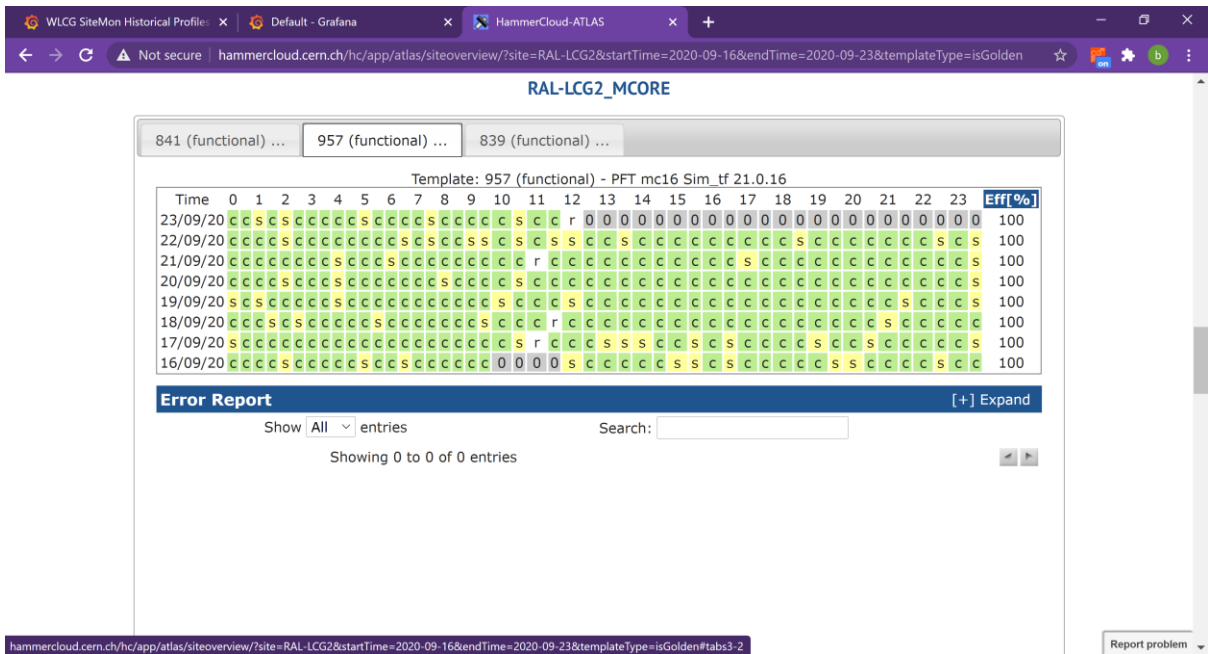 WLCG SiteMon Historical Profiles
Default - Grafana
HammerCloud-ATLAS
Not secure | hammercloud.cern.ch/hc/app/atlas/siteoverview/?site=RAL-LCG2&startTime=2020-09-16&endTime=2020-09-23&templateType=isGolden
on
b
RAL-LCG2_MCORE
841 (functional) ... 957 (functional) ... 839 (functional) ...
Template: 957 (functional) - PFT mc16 Sim_tf 21.0.16
Time 0 1 2 3 4 5 6 7 8 9 10 11 12 13 14 15 16 17 18 19 20 21 22 23 Eff[%]
23/09/20 c c s c s c c c c c s c c c c s c c c c c s c c r 0 0 0 0 0 0 0 0 0 0 0 0 0 0 0 0 0 0 0 0 0 0 0 100
22/09/20 c c c c s c c c c c c c c s c s c c s s c s c s s c c s c c c c c c c c c s c c c c c c c s c s 100
21/09/20 c c c c c c c c s c c c s c c c c c c c c c r c c c c c c c c c c c s c c c c c c c c c c c c s 100
20/09/20 c c c c s c c c s c c c c c c c s c c c c s c c c c c c c c c c c c c c c c c c c c c c c c c s 100
19/09/20 s c s c c c c c s c c c c c c c c c c c s c c c s c c c c c c c c c c c c c c c c c c s c c c s 100
18/09/20 c c c s c s c c c c c s c c c c c c c s c c c r c c c c c c c c c c c c c c c c c c s c c c c c 100
17/09/20 s c c c c c c c c c c c c c c c c c c c c s r c c c s s s c c s c s c c c c s c c s c c c c c s 100
16/09/20 c c c c s c c c c c s c c s c c c c c c 0 0 0 0 s c c c c c s s c s c c c c c s s c c c c s c c 100
Error Report [+] Expand
Show All entries Search:
Showing 0 to 0 of 0 entries
hammercloud.cern.ch/hc/app/atlas/siteoverview/?site=RAL-LCG2&startTime=2020-09-16&endTime=2020-09-23&templateType=isGolden#tabs3-2
Report problem